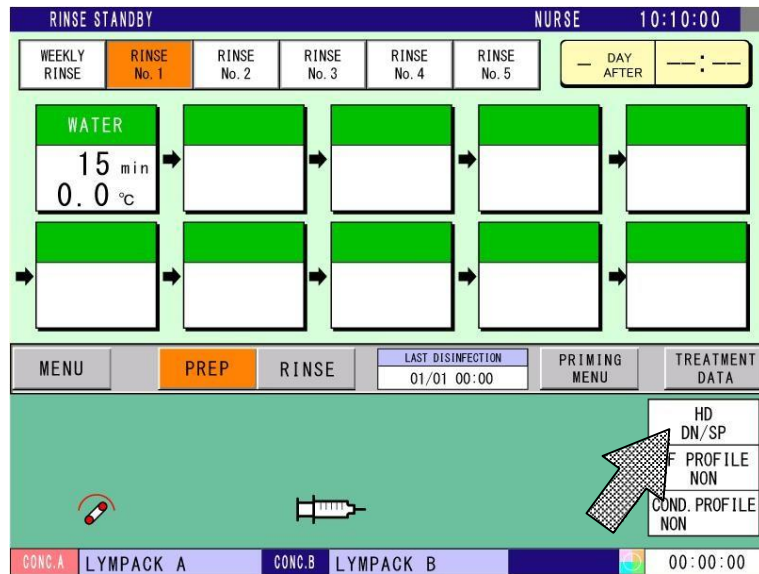 RINSE STANDBY NURSE 10:10:00
WEEKLY RINSE
RINSE No. 1
RINSE No. 2
RINSE No. 3
RINSE No. 4
RINSE No. 5
– DAY AFTER ––:––
WATER
15 min
0.0 ℃
MENU
PREP
RINSE
LAST DISINFECTION
01/01 00:00
PRIMING MENU
TREATMENT DATA
HD
DN/SP
F PROFILE
NON
COND. PROFILE
NON
CONC.A LYMPACK A CONC.B LYMPACK B 00:00:00